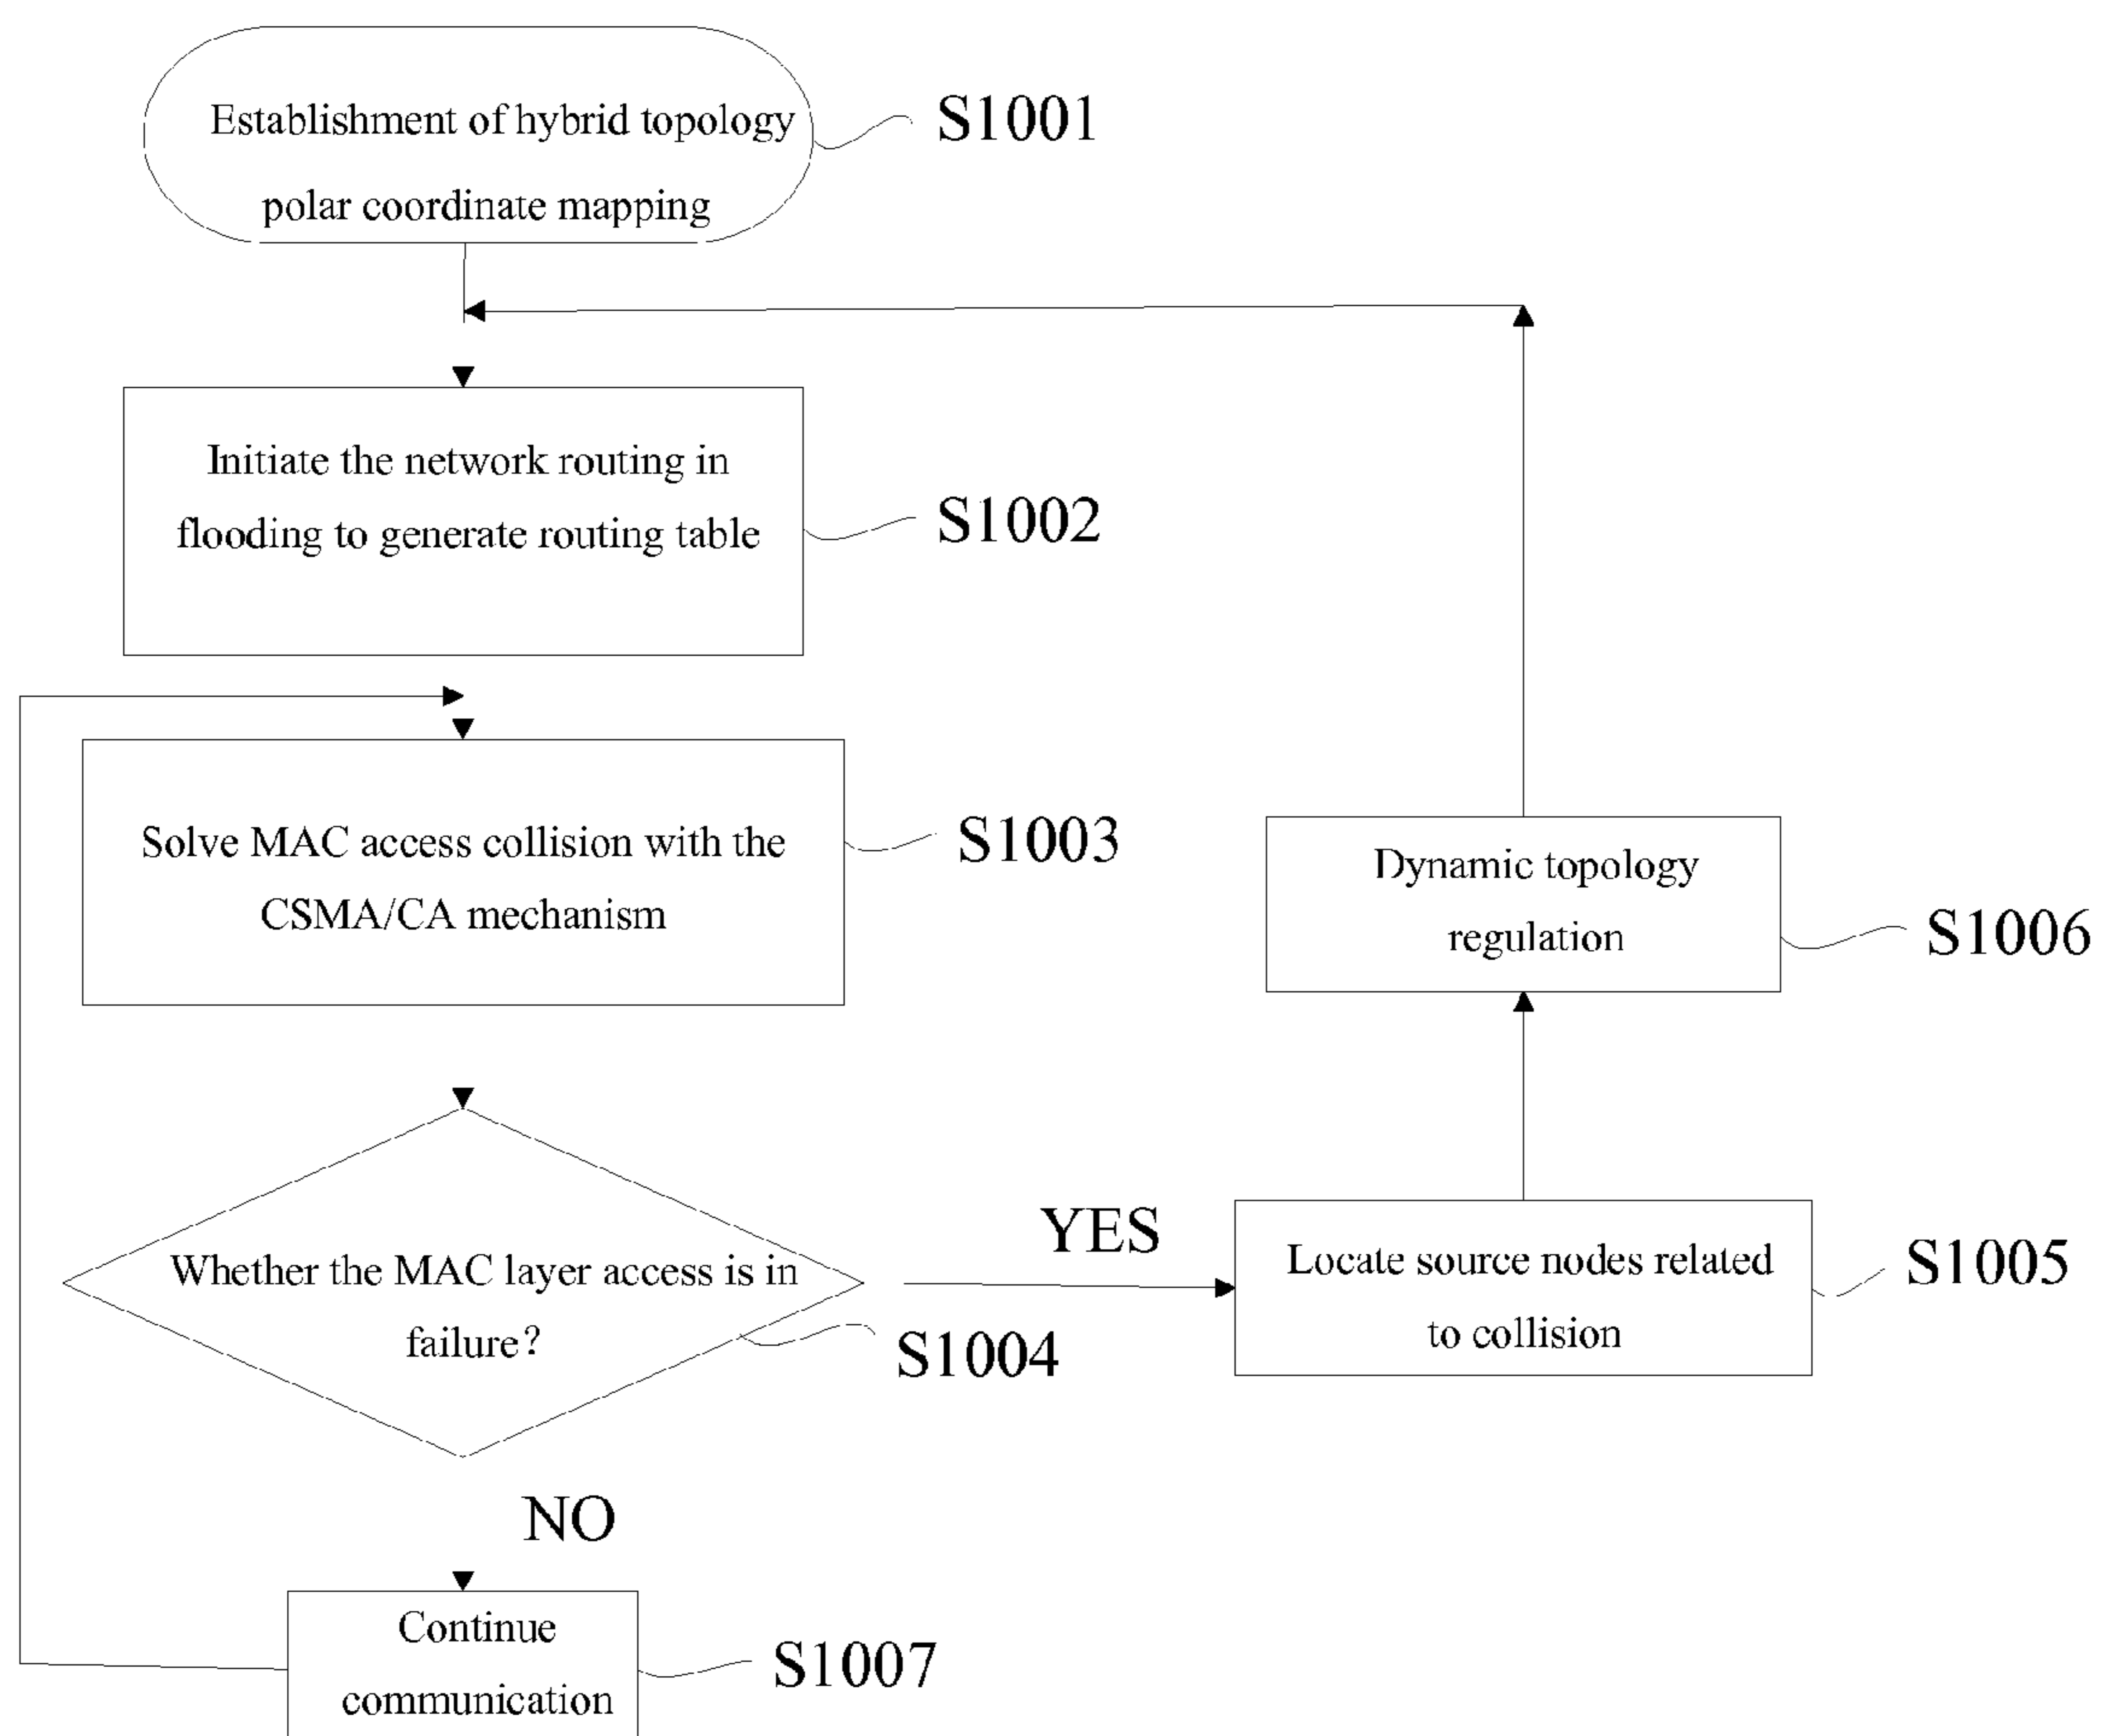 Establishment of hybrid topology
polar coordinate mapping
S1001
Initiate the network routing in
flooding to generate routing table
S1002
Solve MAC access collision with the
CSMA/CA mechanism
S1003
Dynamic topology
regulation
S1006
Whether the MAC layer access is in
failure?
S1004
YES
Locate source nodes related
to collision
S1005
NO
Continue
communication
S1007